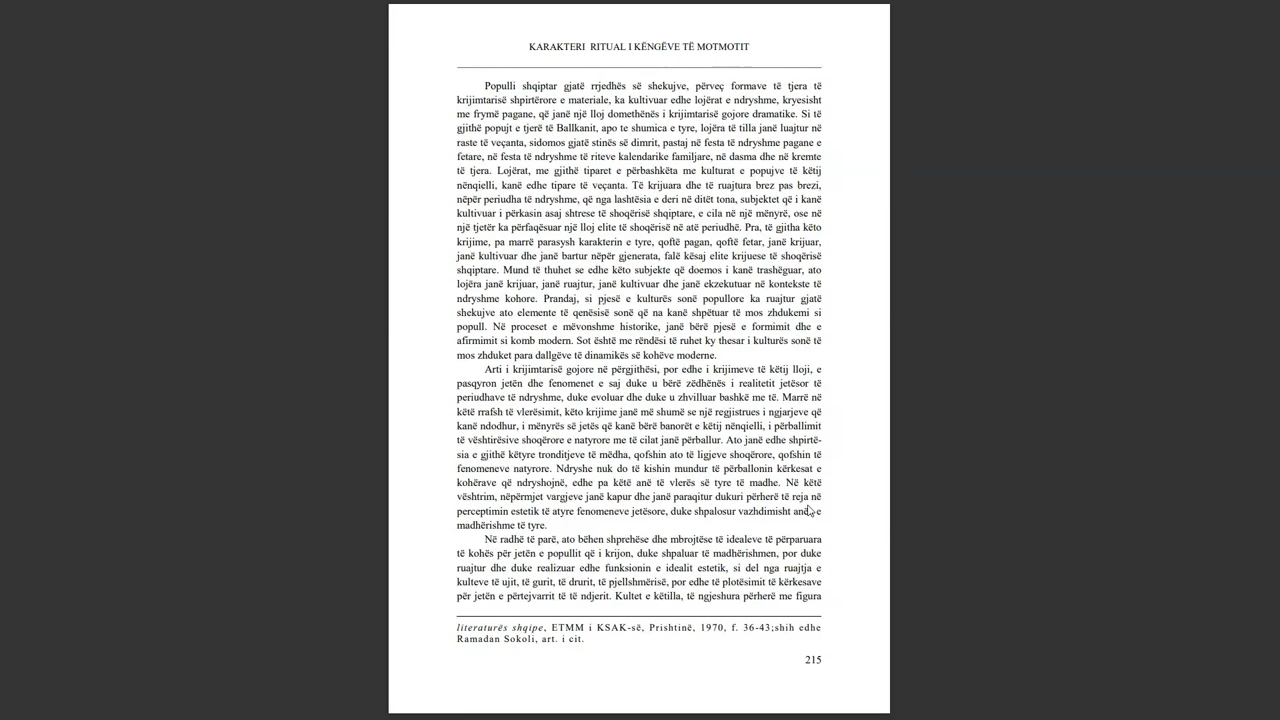 KARAKTERI RITUAL I KËNGËVE TË MOTMOTIT
Populli shqiptar gjatë rrjedhës së shekujve, përveç formave të tjera të
krijimtarisë shpirtërore e materiale, ka kultivuar edhe lojërat e ndryshme, kryesisht
me frymë pagane, që janë një lloj domethënës i krijimtarisë gojore dramatike. Si të
gjithë popujt e tjerë të Ballkanit, apo te shumica e tyre, lojëra të tilla janë luajtur në
raste të veçanta, sidomos gjatë stinës së dimrit, pastaj në festa të ndryshme pagane e
fetare, në festa të ndryshme të riteve kalendarike familjare, në dasma dhe në kremte
të tjera. Lojërat, me gjithë tiparet e përbashkëta me kulturat e popujve të këtij
nënqielli, kanë edhe tipare të veçanta. Të krijuara dhe të ruajtura brez pas brezi,
nëpër periudha të ndryshme, që nga lashtësia e deri në ditët tona, subjektet që i kanë
kultivuar i përkasin asaj shtrese të shoqërisë shqiptare, e cila në një mënyrë, ose në
një tjetër ka përfaqësuar një lloj elite të shoqërisë në atë periudhë. Pra, të gjitha këto
krijime, pa marrë parasysh karakterin e tyre, qoftë pagan, qoftë fetar, janë krijuar,
janë kultivuar dhe janë bartur nëpër gjenerata, falë kësaj elite krijuese të shoqërisë
shqiptare. Mund të thuhet se edhe këto subjekte që doemos i kanë trashëguar, ato
lojëra janë krijuar, janë ruajtur, janë kultivuar dhe janë ekzekutuar në kontekste të
ndryshme kohore. Prandaj, si pjesë e kulturës sonë popullore ka ruajtur gjatë
shekujve ato elemente të qenësisë sonë që na kanë shpëtuar të mos zhdukemi si
popull. Në proceset e mëvonshme historike, janë bërë pjesë e formimit dhe e
afirmimit si komb modern. Sot është me rëndësi të ruhet ky thesar i kulturës sonë të
mos zhduket para dallgëve të dinamikës së kohëve moderne.
Arti i krijimtarisë gojore në përgjithësi, por edhe i krijimeve të këtij lloji, e
pasqyron jetën dhe fenomenet e saj duke u bërë zëdhënës i realitetit jetësor të
periudhave të ndryshme, duke evoluar dhe duke u zhvilluar bashkë me të. Marrë në
këtë rrafsh të vlerësimit, këto krijime janë më shumë se një regjistrues i ngjarjeve që
kanë ndodhur, i mënyrës së jetës që kanë bërë banorët e këtij nënqielli, i përballimit
të vështirësive shoqërore e natyrore me të cilat janë përballur. Ato janë edhe shpirtë-
sia e gjithë këtyre tronditjeve të mëdha, qofshin ato të ligjeve shoqërore, qofshin të
fenomeneve natyrore. Ndryshe nuk do të kishin mundur të përballonin kërkesat e
kohërave që ndryshojnë, edhe pa këtë anë të vlerës së tyre të madhe. Në këtë
vështrim, nëpërmjet vargjeve janë kapur dhe janë paraqitur dukuri përherë të reja në
perceptimin estetik të atyre fenomeneve jetësore, duke shpalosur vazhdimisht anën e
madhërishme të tyre.
Në radhë të parë, ato bëhen shprehëse dhe mbrojtëse të idealeve të përparuara
të kohës për jetën e popullit që i krijon, duke shpaluar të madhërishmen, por duke
ruajtur dhe duke realizuar edhe funksionin e idealit estetik, si del nga ruajtja e
kulteve të ujit, të gurit, të drurit, të pjellshmërisë, por edhe të plotësimit të kërkesave
për jetën e përtejvarrit të të ndjerit. Kultet e këtilla, të ngjeshura përherë me figura
literaturës shqipe, ETMM i KSAK-së, Prishtinë, 1970, f. 36-43;shih edhe
Ramadan Sokoli, art. i cit.
215